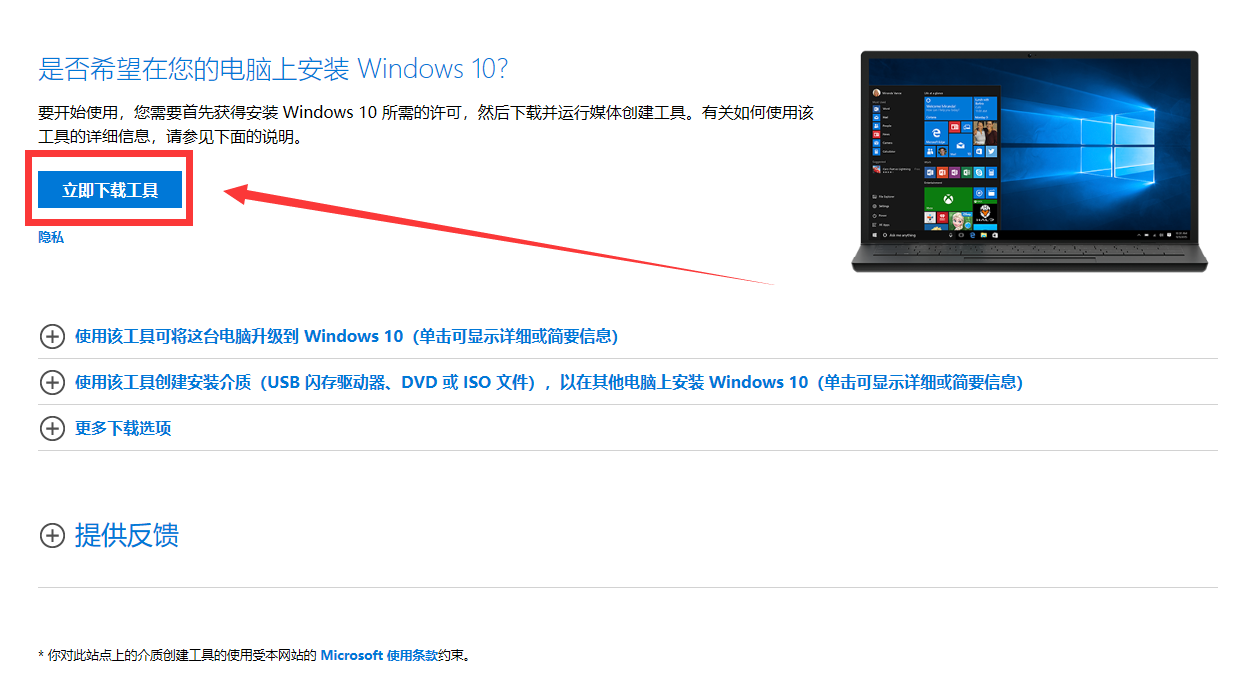 是否希望在您的电脑上安装 Windows 10?
要开始使用，您需要首先获得安装 Windows 10 所需的许可，然后下载并运行媒体创建工具。有关如何使用该
工具的详细信息，请参见下面的说明。
立即下载工具
隐私
使用该工具可将这台电脑升级到 Windows 10（单击可显示详细或简要信息）
使用该工具创建安装介质（USB 闪存驱动器、DVD 或 ISO 文件），以在其他电脑上安装 Windows 10（单击可显示详细或简要信息）
更多下载选项
提供反馈
* 你对此站点上的介质创建工具的使用受本网站的 Microsoft 使用条款约束。